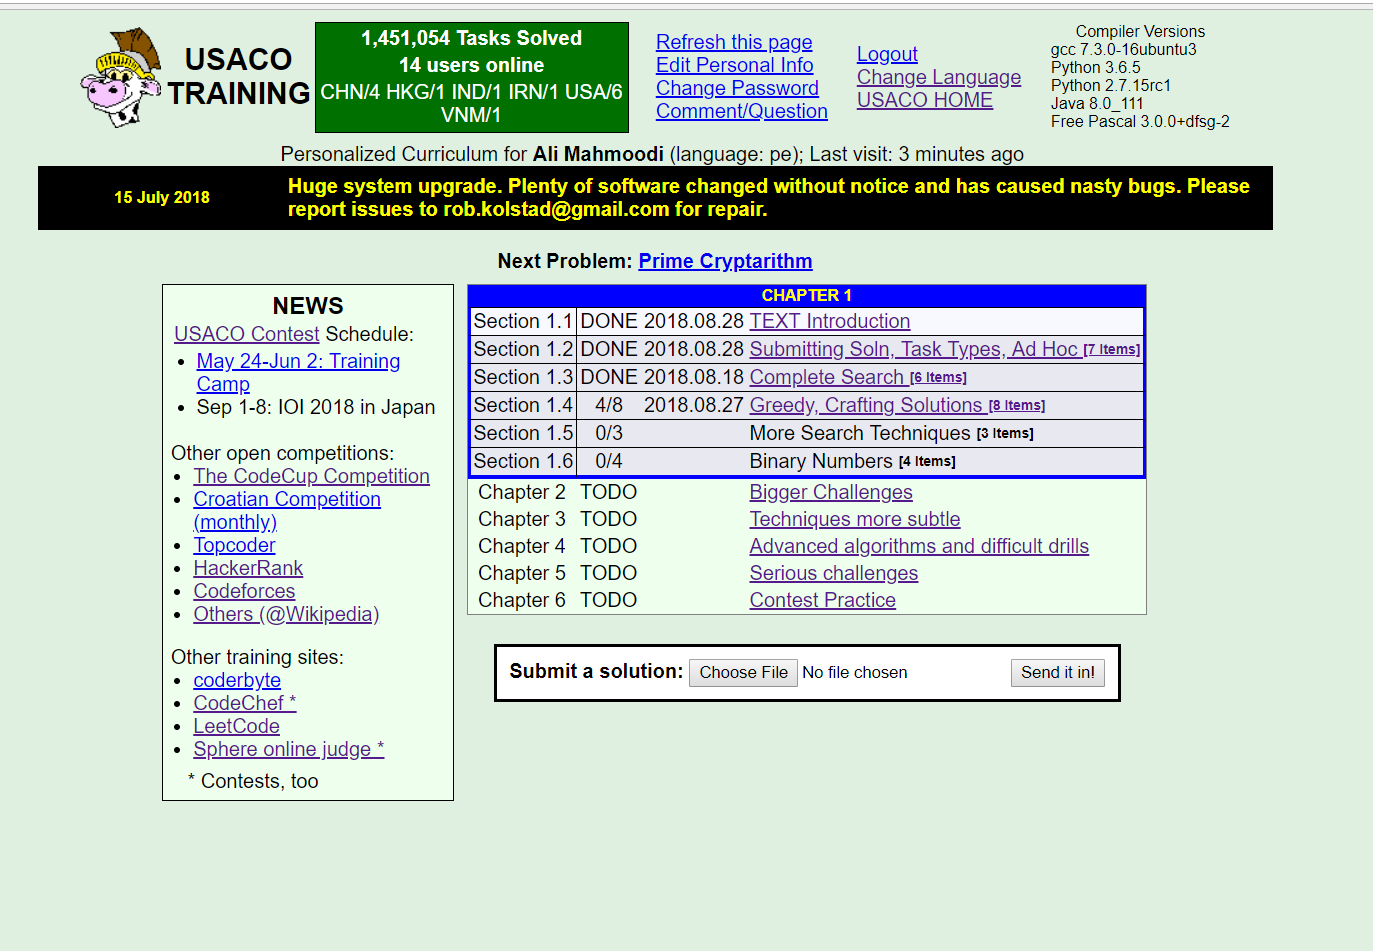 USACO
TRAINING
1,451,054 Tasks Solved
14 users online
CHN/4 HKG/1 IND/1 IRN/1 USA/6
VNM/1
Refresh this page
Edit Personal Info
Change Password
Comment/Question
Logout
Change Language
USACO HOME
Compiler Versions
gcc 7.3.0-16ubuntu3
Python 3.6.5
Python 2.7.15rc1
Java 8.0_111
Free Pascal 3.0.0+dfsg-2
Personalized Curriculum for Ali Mahmoodi (language: pe); Last visit: 3 minutes ago
15 July 2018
Huge system upgrade. Plenty of software changed without notice and has caused nasty bugs. Please
report issues to rob.kolstad@gmail.com for repair.
Next Problem: Prime Cryptarithm
NEWS
USACO Contest Schedule:
• May 24-Jun 2: Training
Camp
• Sep 1-8: IOI 2018 in Japan
Other open competitions:
• The CodeCup Competition
• Croatian Competition
(monthly)
• Topcoder
• HackerRank
• Codeforces
• Others (@Wikipedia)
Other training sites:
• coderbyte
• CodeChef *
• LeetCode
• Sphere online judge *
* Contests, too
CHAPTER 1
Section 1.1 DONE 2018.08.28 TEXT Introduction
Section 1.2 DONE 2018.08.28 Submitting Soln, Task Types, Ad Hoc [7 Items]
Section 1.3 DONE 2018.08.18 Complete Search [6 Items]
Section 1.4 4/8 2018.08.27 Greedy, Crafting Solutions [8 Items]
Section 1.5 0/3 More Search Techniques [3 Items]
Section 1.6 0/4 Binary Numbers [4 Items]
Chapter 2 TODO Bigger Challenges
Chapter 3 TODO Techniques more subtle
Chapter 4 TODO Advanced algorithms and difficult drills
Chapter 5 TODO Serious challenges
Chapter 6 TODO Contest Practice
Submit a solution: Choose File No file chosen Send it in!